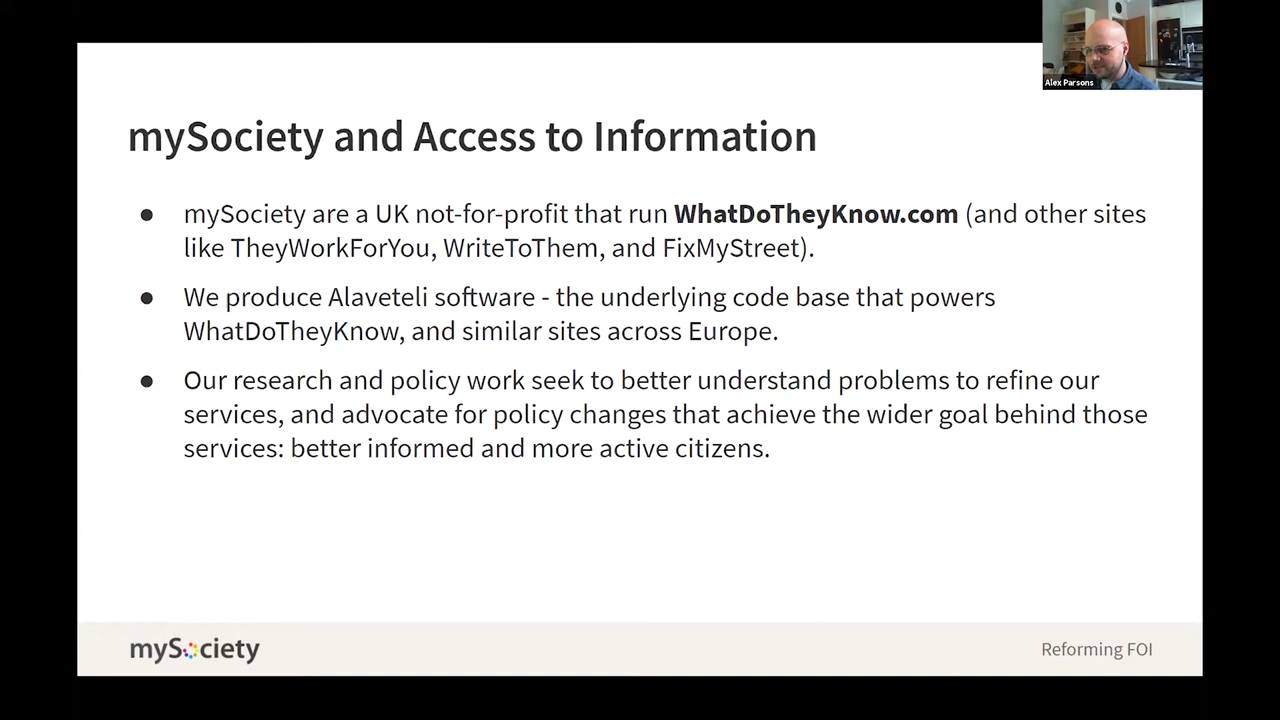 Alex Parsons
mySociety and Access to Information
● mySociety are a UK not-for-profit that run WhatDoTheyKnow.com (and other sites
like TheyWorkForYou, WriteToThem, and FixMyStreet).
● We produce Alaveteli software - the underlying code base that powers
WhatDoTheyKnow, and similar sites across Europe.
● Our research and policy work seek to better understand problems to refine our
services, and advocate for policy changes that achieve the wider goal behind those
services: better informed and more active citizens.
mySociety
Reforming FOI